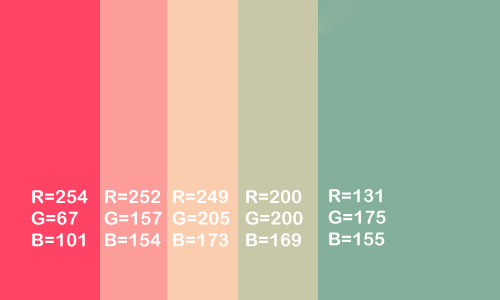 R=254 R=252 R=249 R=200 R=131
G=67 G=157 G=205 G=200 G=175
B=101 B=154 B=173 B=169 B=155